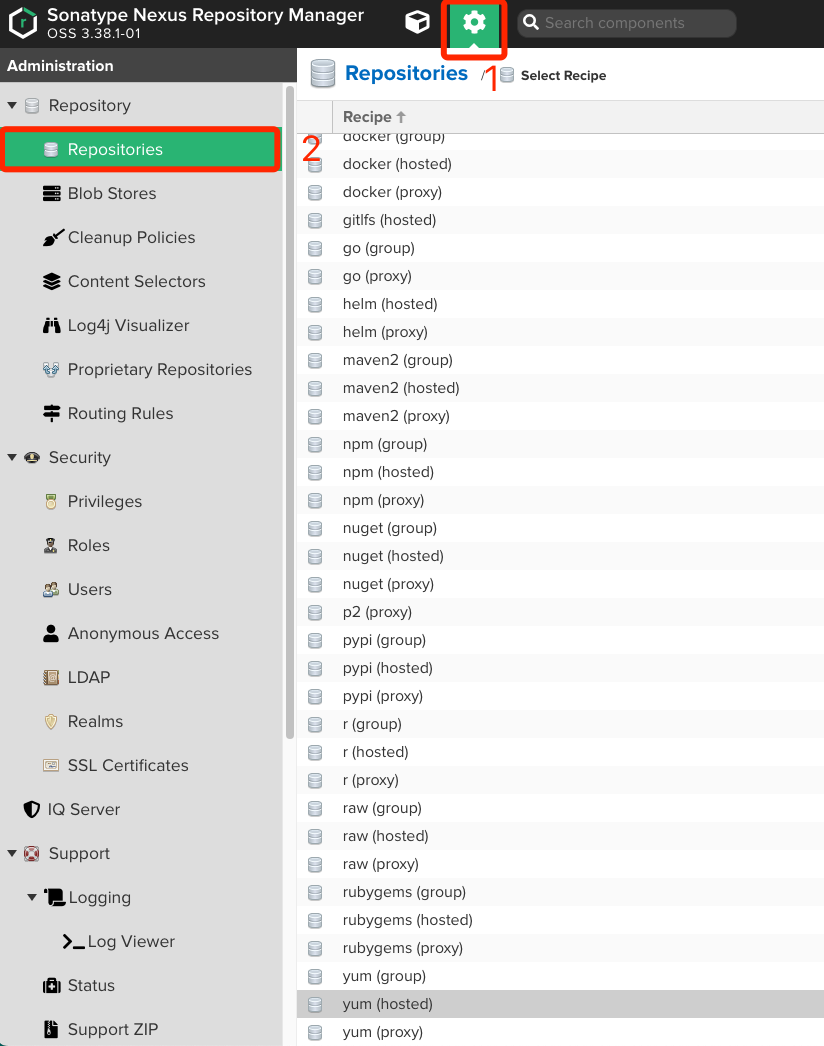 Sonatype Nexus Repository Manager
OSS 3.38.1-01
Search components
Administration
Repository
Repositories
Blob Stores
Cleanup Policies
Content Selectors
Log4j Visualizer
Proprietary Repositories
Routing Rules
Security
Privileges
Roles
Users
Anonymous Access
LDAP
Realms
SSL Certificates
IQ Server
Support
Logging
Log Viewer
Status
Support ZIP
Repositories / 1 Select Recipe
2
Recipe
docker (group)
docker (hosted)
docker (proxy)
gitlfs (hosted)
go (group)
go (proxy)
helm (hosted)
helm (proxy)
maven2 (group)
maven2 (hosted)
maven2 (proxy)
npm (group)
npm (hosted)
npm (proxy)
nuget (group)
nuget (hosted)
nuget (proxy)
p2 (proxy)
pypi (group)
pypi (hosted)
pypi (proxy)
r (group)
r (hosted)
r (proxy)
raw (group)
raw (hosted)
raw (proxy)
rubygems (group)
rubygems (hosted)
rubygems (proxy)
yum (group)
yum (hosted)
yum (proxy)